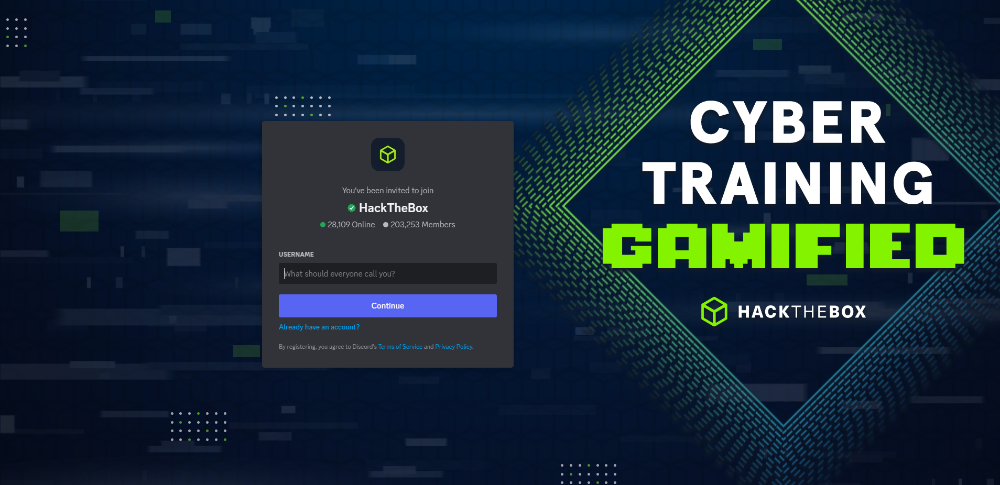 You've been invited to join
HackTheBox
28,109 Online 203,253 Members
USERNAME
What should everyone call you?
Continue
Already have an account?
By registering, you agree to Discord's Terms of Service and Privacy Policy.
CYBER
TRAINING
GAMIFIED
HACKTHEBOX